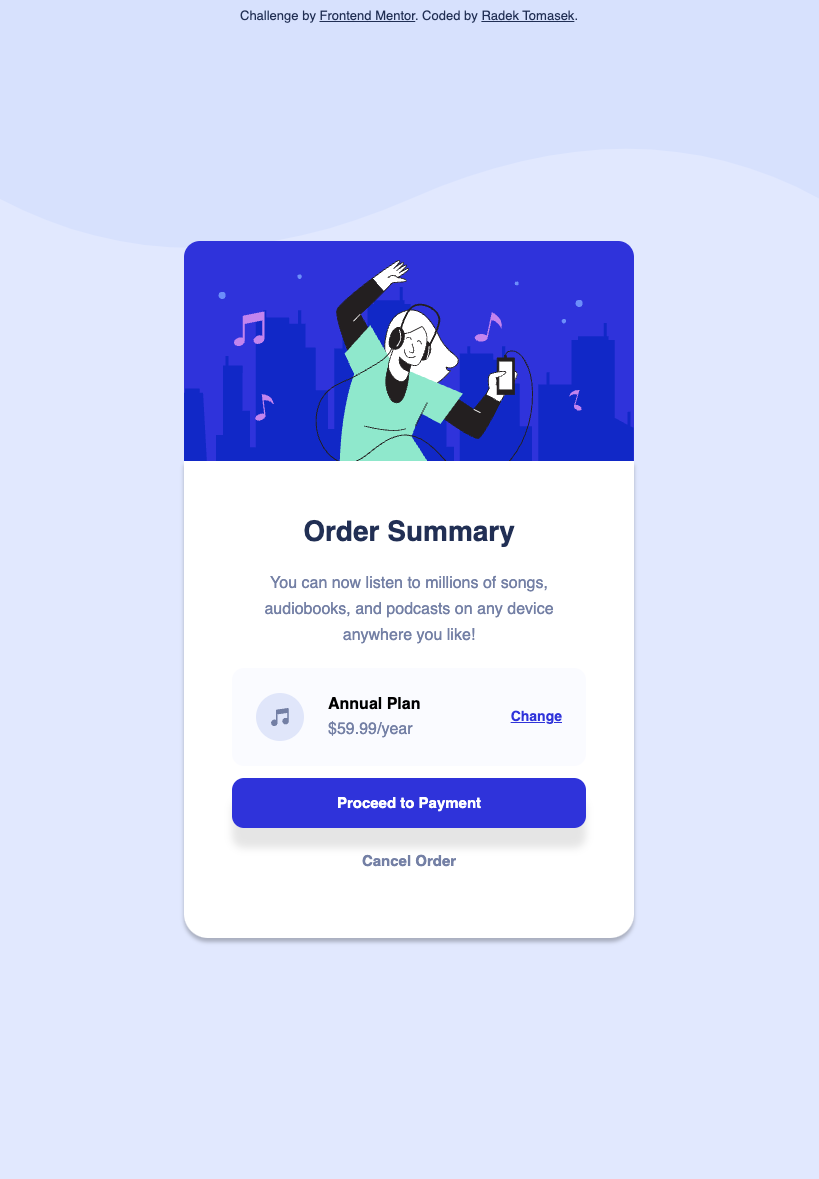 Challenge by Frontend Mentor. Coded by Radek Tomasek.
Order Summary
You can now listen to millions of songs,
audiobooks, and podcasts on any device
anywhere you like!
Annual Plan
$59.99/year
Change
Proceed to Payment
Cancel Order